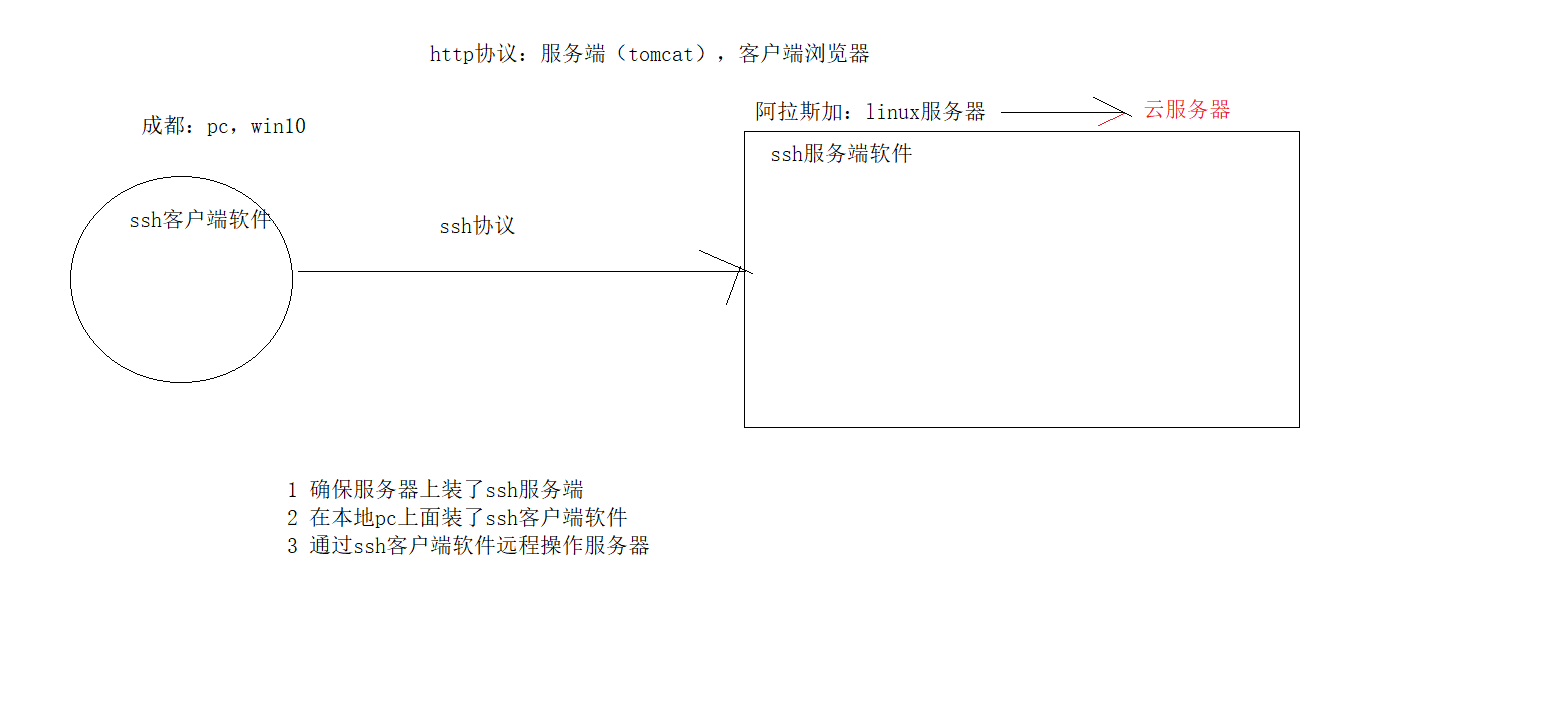 http协议：服务端（tomcat），客户端浏览器
阿拉斯加：linux服务器
云服务器
成都：pc，win10
ssh服务端软件
ssh客户端软件
ssh协议
1 确保服务器上装了ssh服务端
2 在本地pc上面装了ssh客户端软件
3 通过ssh客户端软件远程操作服务器